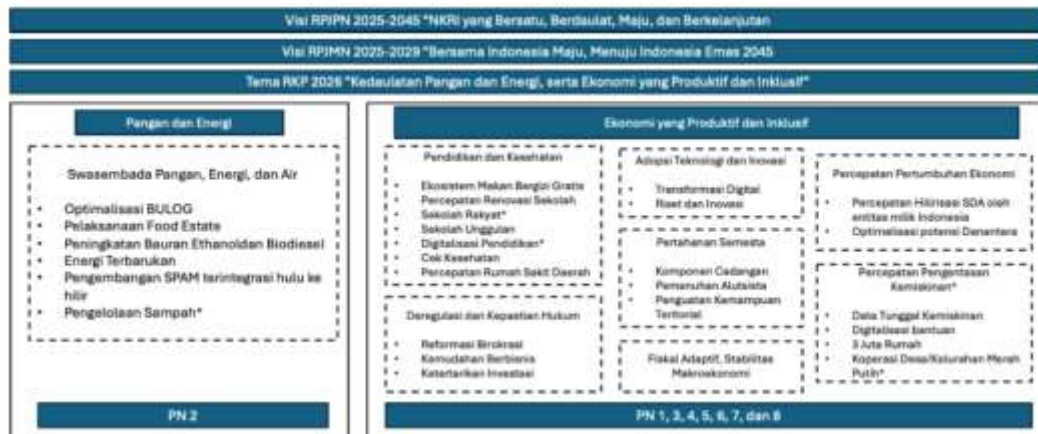 Visi RPJPN 2025-2045 "NKRI yang Bersatu, Berdaulat, Maju, dan Berkelanjutan
Visi RPJMN 2025-2029 "Bersama Indonesia Maju, Menuju Indonesia Emas 2045
Tema RKP 2026 "Kedaulatan Pangan dan Energi, serta Ekonomi yang Produktif dan Inklusif"
Pangan dan Energi
Swasembada Pangan, Energi, dan Air
• Optimalisasi BULOG
• Pelaksanaan Food Estate
• Peningkatan Bauran Ethanoldan Biodiesel
• Energi Terbarukan
• Pengembangan SPAM terintegrasi hulu ke
hilir
• Pengelolaan Sampah*
PN 2
Ekonomi yang Produktif dan Inklusif
Pendidikan dan Kesehatan
• Ekosistem Makan Bergizi Gratis
• Percepatan Renovasi Sekolah
• Sekolah Rakyat*
• Sekolah Unggulan
• Digitalisasi Pendidikan*
• Cek Kesehatan
• Percepatan Rumah Sakit Daerah
Deregulasi dan Kepastian Hukum
• Reformasi Birokrasi
• Kemudahan Berbisnis
• Ketertarikan Investasi
Adopsi Teknologi dan Inovasi
• Transformasi Digital
• Riset dan Inovasi
Pertahanan Semesta
• Komponen Cadangan
• Pemenuhan Alutsista
• Penguatan Kemampuan
Teritorial
Fiskal Adaptif, Stabilitas
Makroekonomi
Percepatan Pertumbuhan Ekonomi
• Percepatan Hilirisasi SDA oleh
entitas milik Indonesia
• Optimalisasi potensi Danantara
Percepatan Pengentasan
Kemiskinan*
• Data Tunggal Kemiskinan
• Digitalisasi bantuan
• 3 Juta Rumah
• Koperasi Desa/Kelurahan Merah
Putih*
PN 1, 3, 4, 5, 6, 7, dan 8